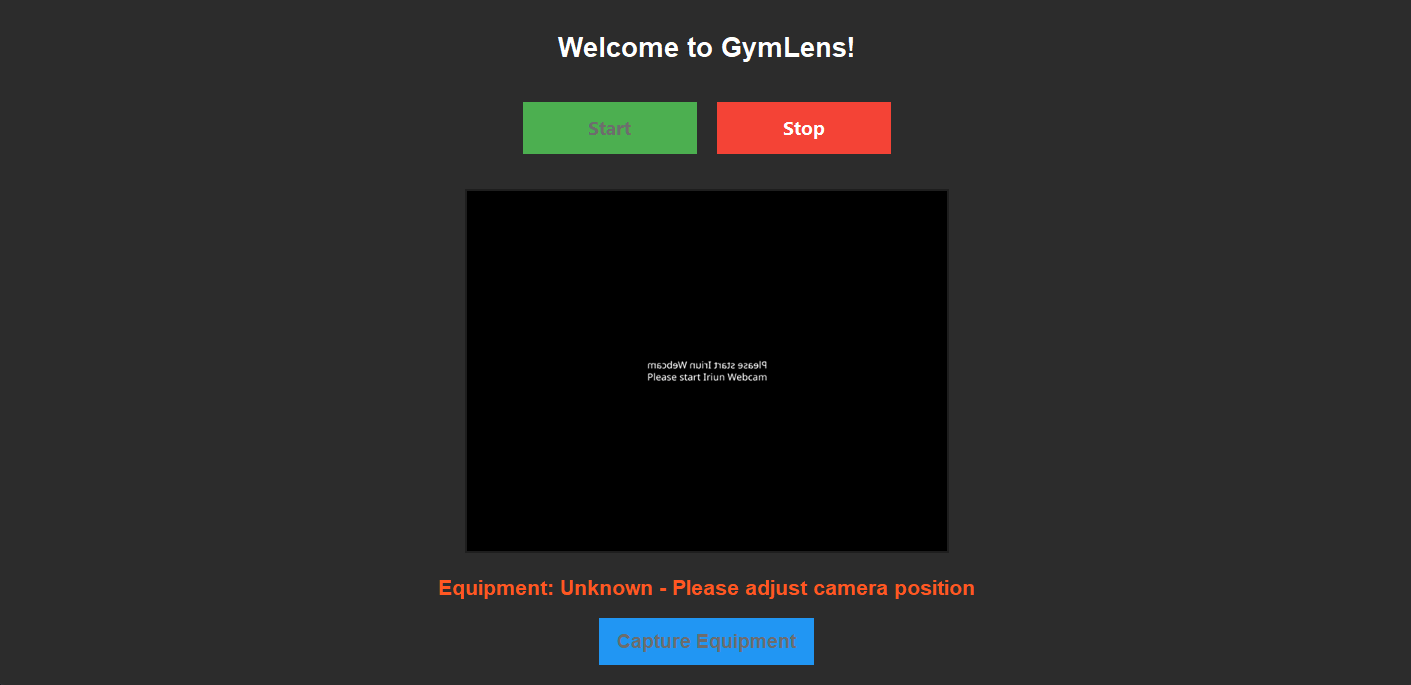 Welcome to GymLens!
Start
Stop
Please start Iriun Webcam
Please start Iriun Webcam
Equipment: Unknown - Please adjust camera position
Capture Equipment